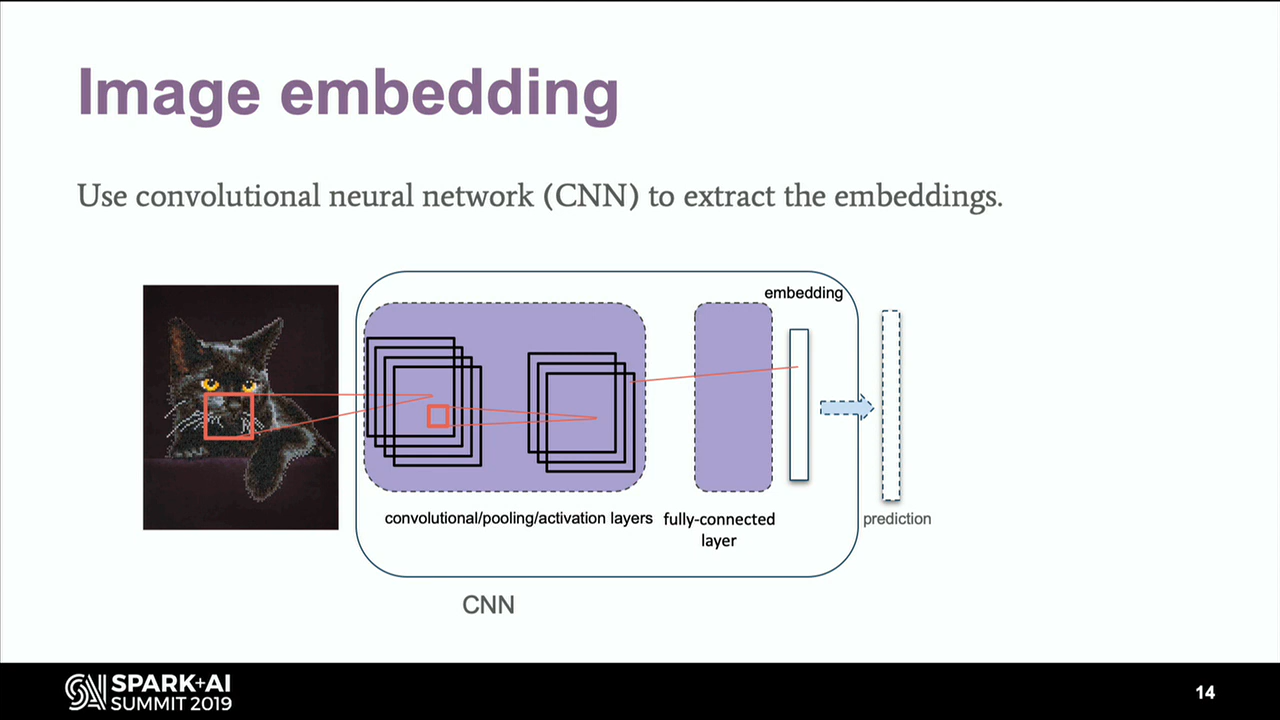 Image embedding
Use convolutional neural network (CNN) to extract the embeddings.
embedding
convolutional/pooling/activation layers
fully-connected
layer
prediction
CNN
SPARK+AI
SUMMIT 2019
14